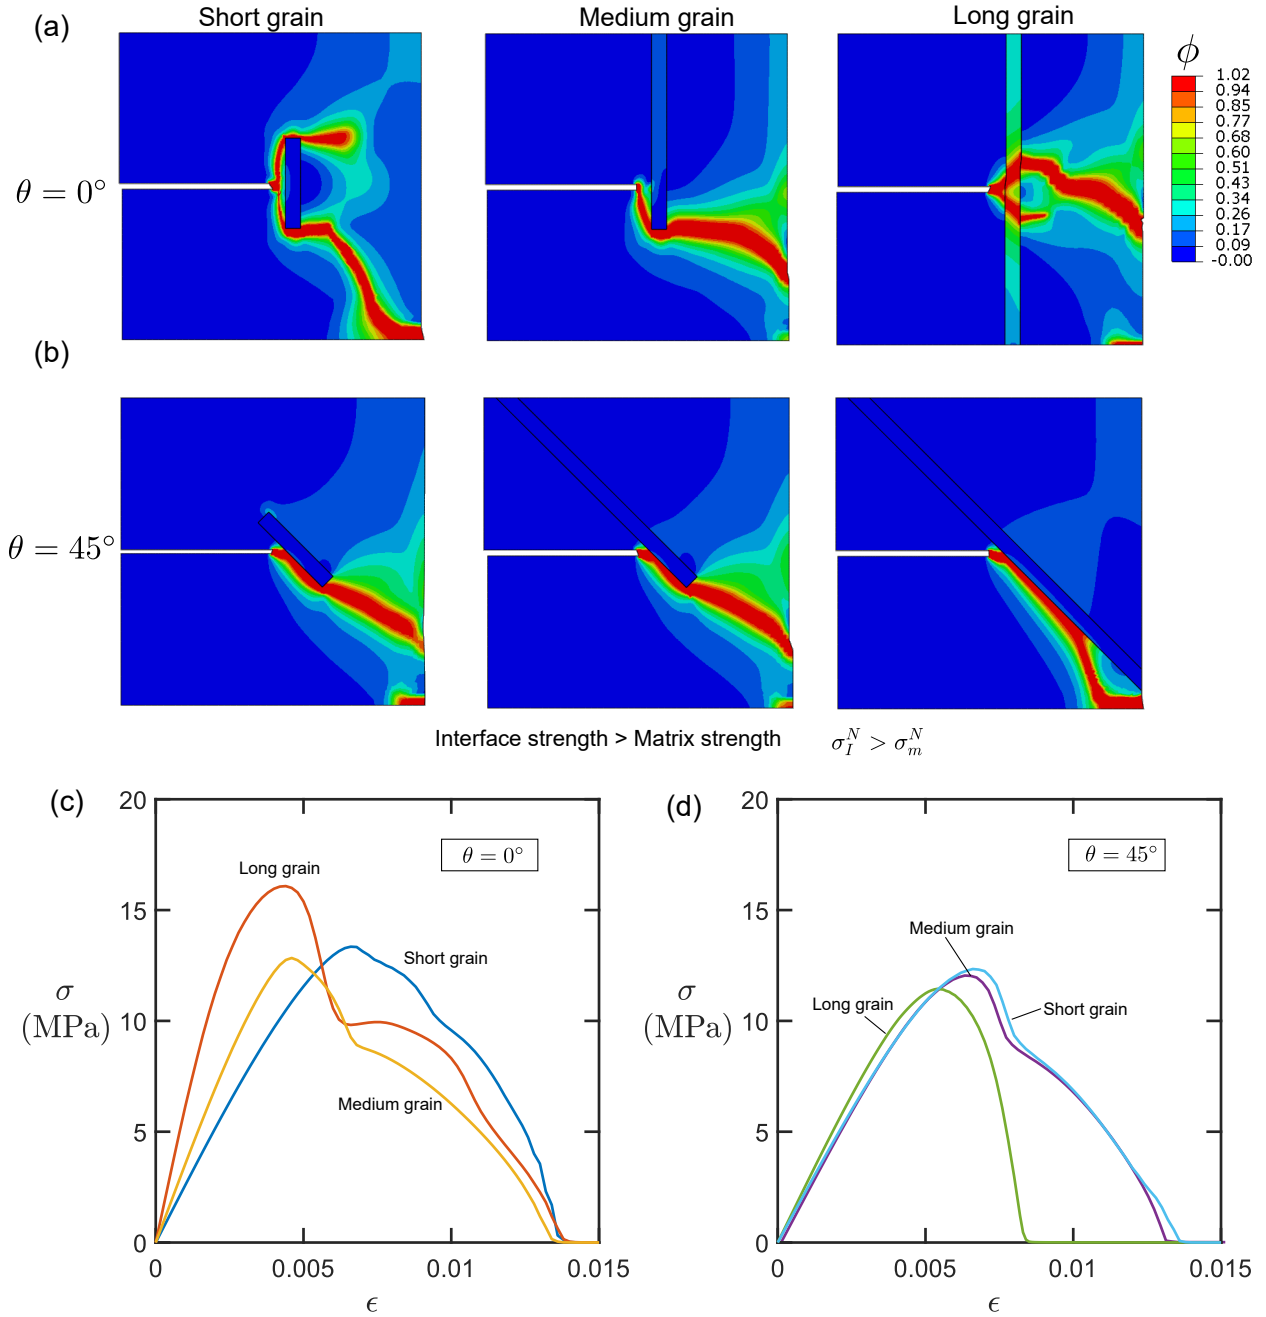 (a)
Short grain
Medium grain
Long grain
ϕ
1.02
0.94
0.85
0.77
0.68
0.60
0.51
0.43
0.34
0.26
0.17
0.09
-0.00
θ = 0°
(b)
θ = 45°
Interface strength > Matrix strength σ_I^N > σ_m^N
(c)
20
15
10
5
0
σ
(MPa)
θ = 0°
Long grain
Short grain
Medium grain
0 0.005 0.01 0.015
ϵ
(d)
20
15
10
5
0
σ
(MPa)
θ = 45°
Medium grain
Long grain
Short grain
0 0.005 0.01 0.015
ϵ